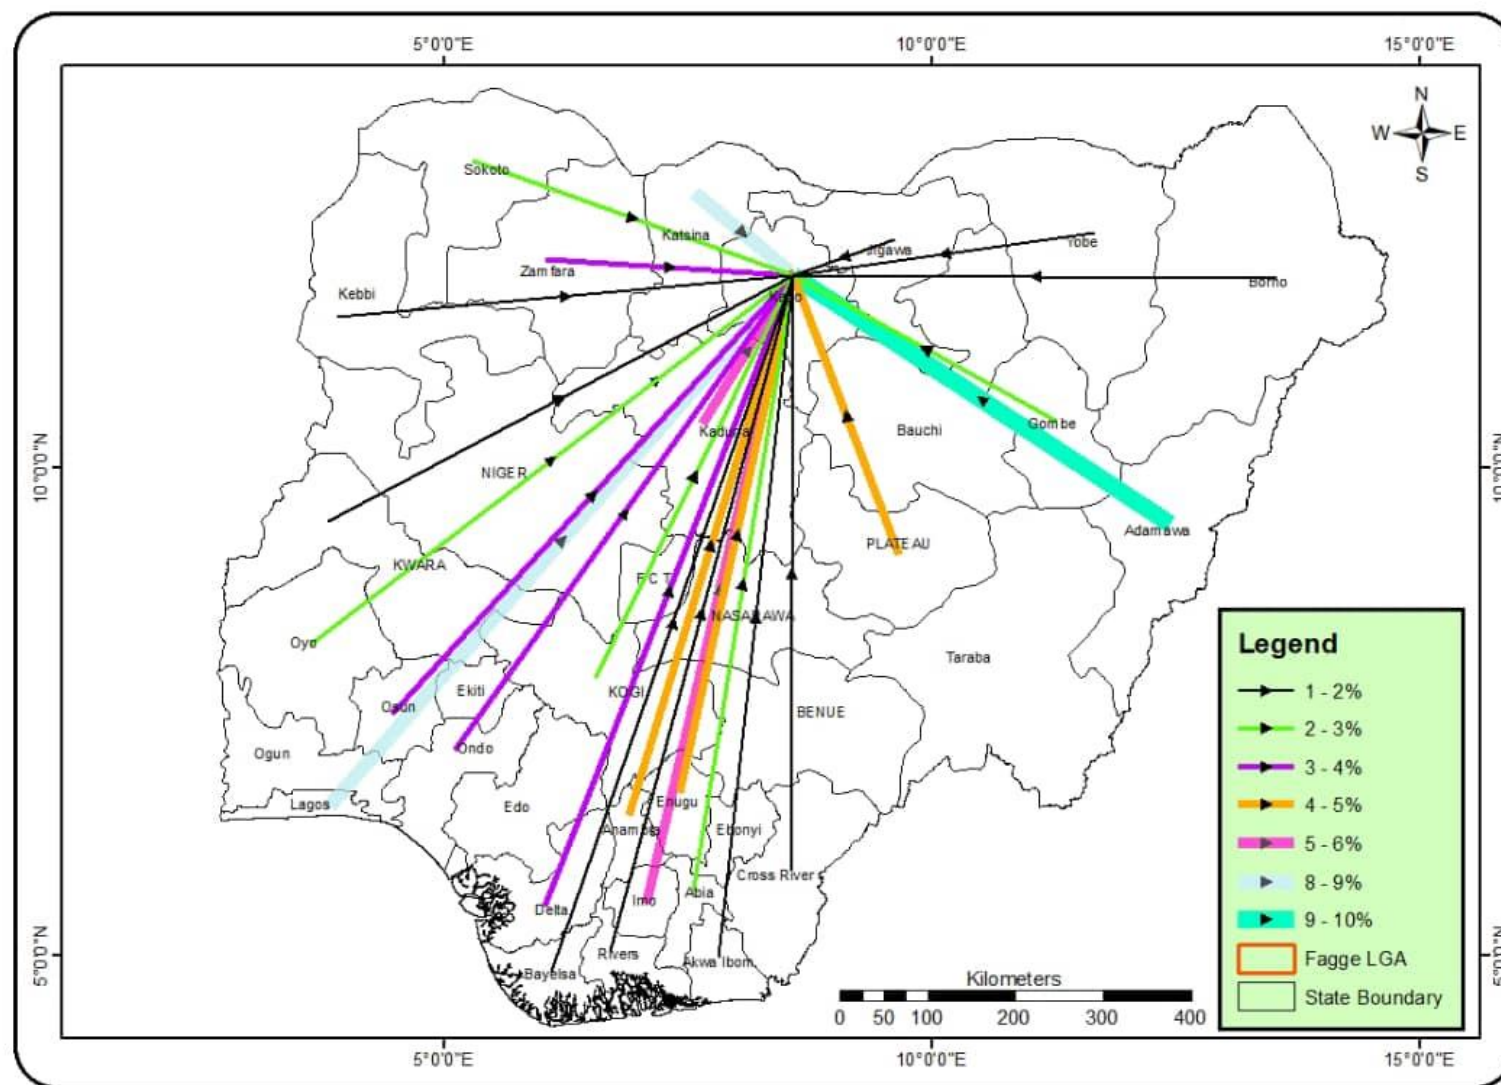 5°0'0"E 10°0'0"E 15°0'0"E
N
W E
S
Sokoto
Katsina
Jigawa
Yobe
Zamfara
Kebbi
Borno
Kano
10°0'0"N
Kaduna
Bauchi
Gombe
NIGER
Adamawa
PLATEAU
KWARA
FCT
NASARAWA
Oyo
Taraba
KOGI
Ekiti
Osun
BENUE
Ondo
Ogun
Lagos
Edo
Enugu
Anambra
Ebonyi
Cross River
Abia
Imo
Delta
Rivers
Akwa Ibom
Bayelsa
5°0'0"N
Legend
1 - 2%
2 - 3%
3 - 4%
4 - 5%
5 - 6%
8 - 9%
9 - 10%
Fagge LGA
State Boundary
Kilometers
0 50 100 200 300 400
5°0'0"E 10°0'0"E 15°0'0"E